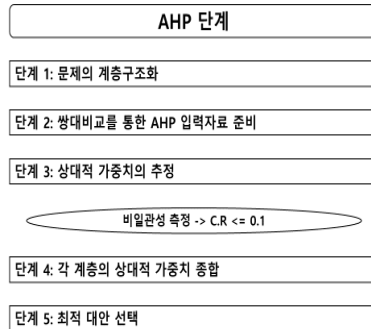 AHP 단계
단계 1: 문제의 계층구조화
단계 2: 쌍대비교를 통한 AHP 입력자료 준비
단계 3: 상대적 가중치의 추정
비일관성 측정 -> C.R <= 0.1
단계 4: 각 계층의 상대적 가중치 종합
단계 5: 최적 대안 선택